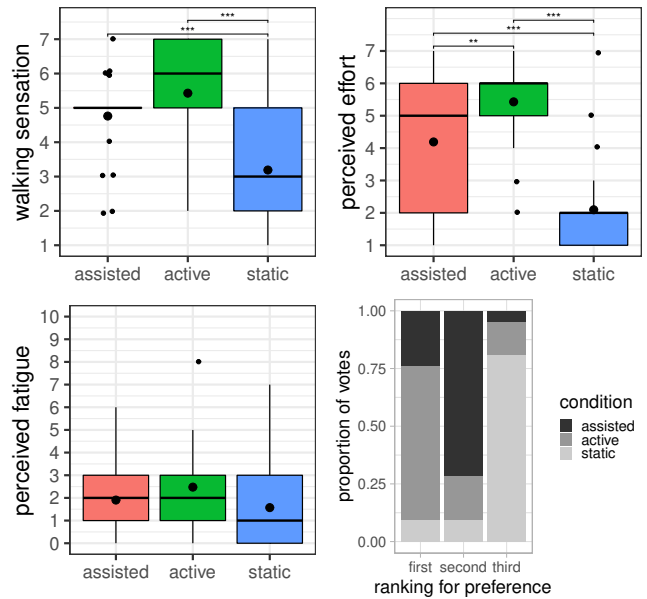 walking sensation
7
6
5
4
3
2
1
***
***
assisted active static
perceived effort
7
6
5
4
3
2
1
***
***
**
assisted active static
perceived fatigue
10
9
8
7
6
5
4
3
2
1
0
assisted active static
proportion of votes
1.00
0.75
0.50
0.25
0.00
first second third
ranking for preference
condition
assisted
active
static